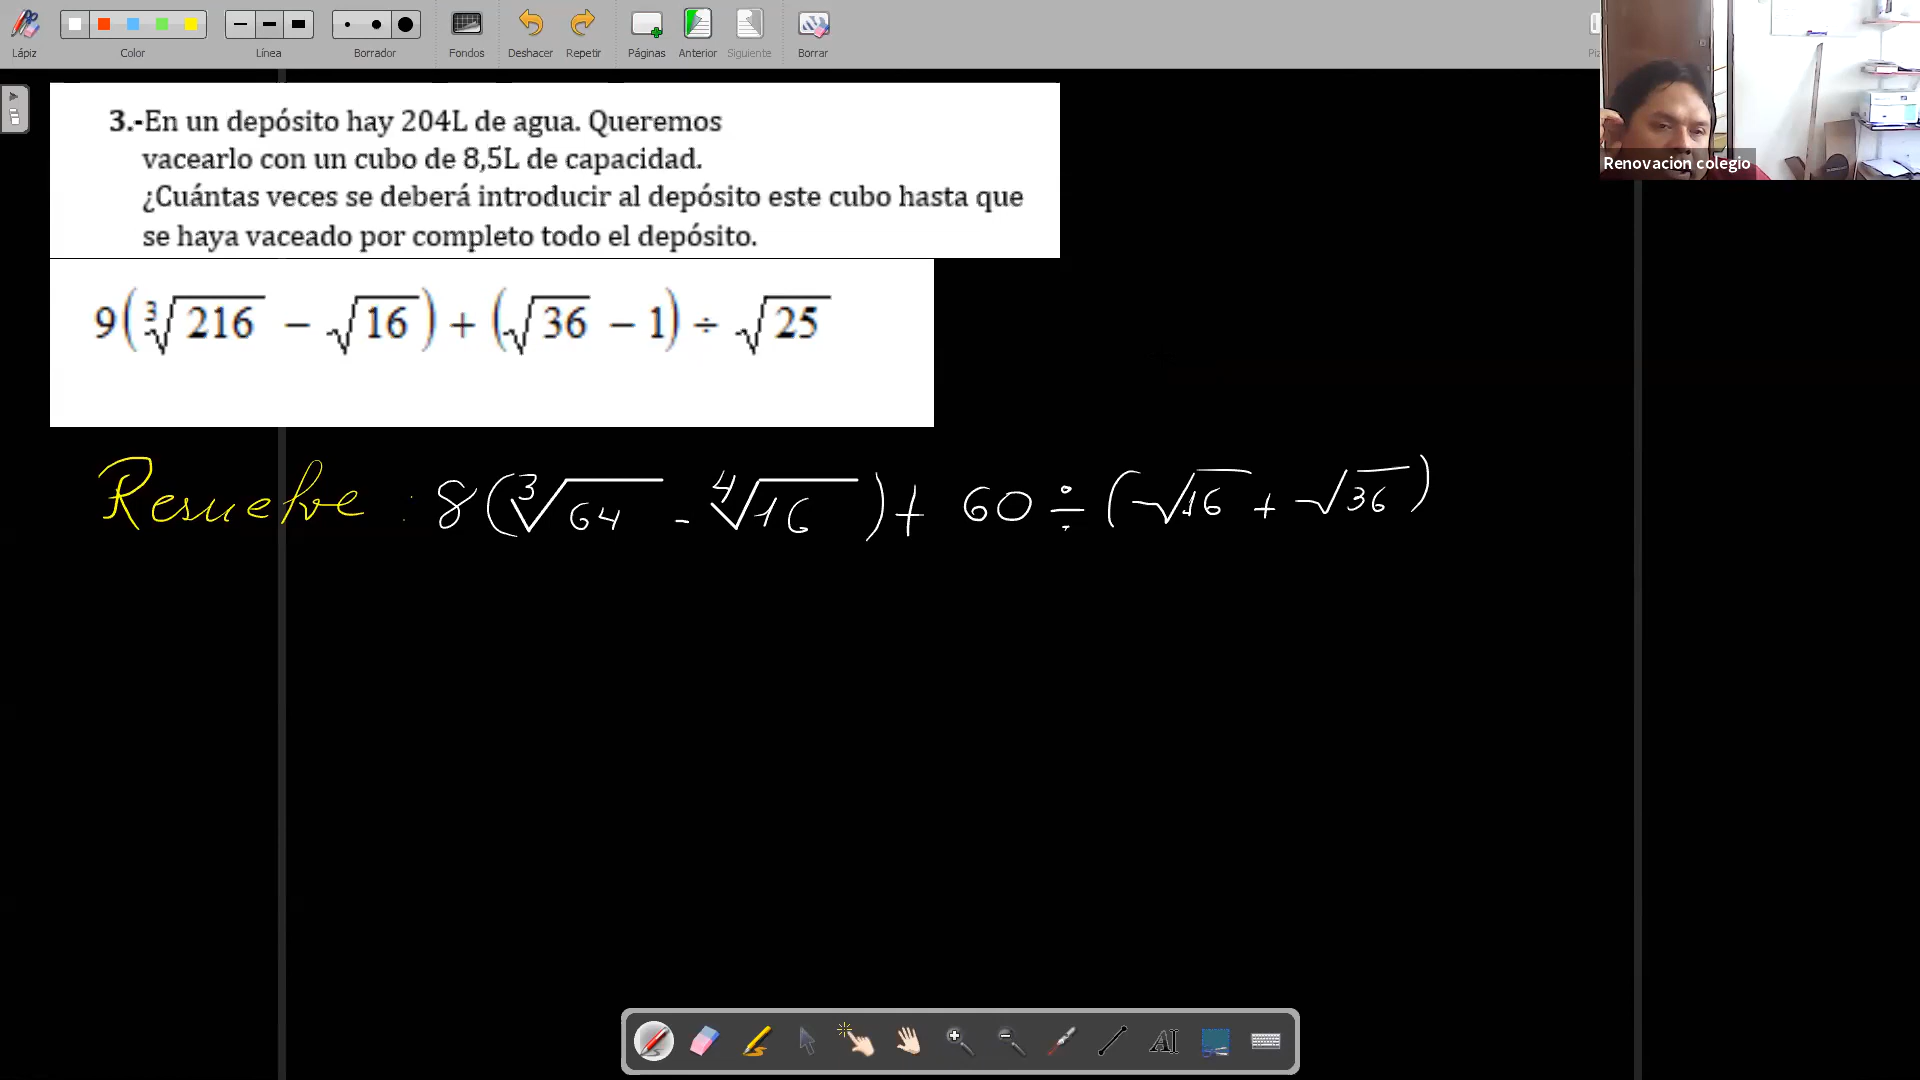 Lápiz Color Línea Borrador Fondos Deshacer Repetir Páginas Anterior Siguiente Borrar
Renovacion colegio
3.-En un depósito hay 204L de agua. Queremos
vacearlo con un cubo de 8,5L de capacidad.
¿Cuántas veces se deberá introducir al depósito este cubo hasta que
se haya vaceado por completo todo el depósito.
9(∛216 − √16) + (√36 − 1) ÷ √25
Resuelve : 8(∛64 - ∜16) + 60 ÷ (√16 + √36)